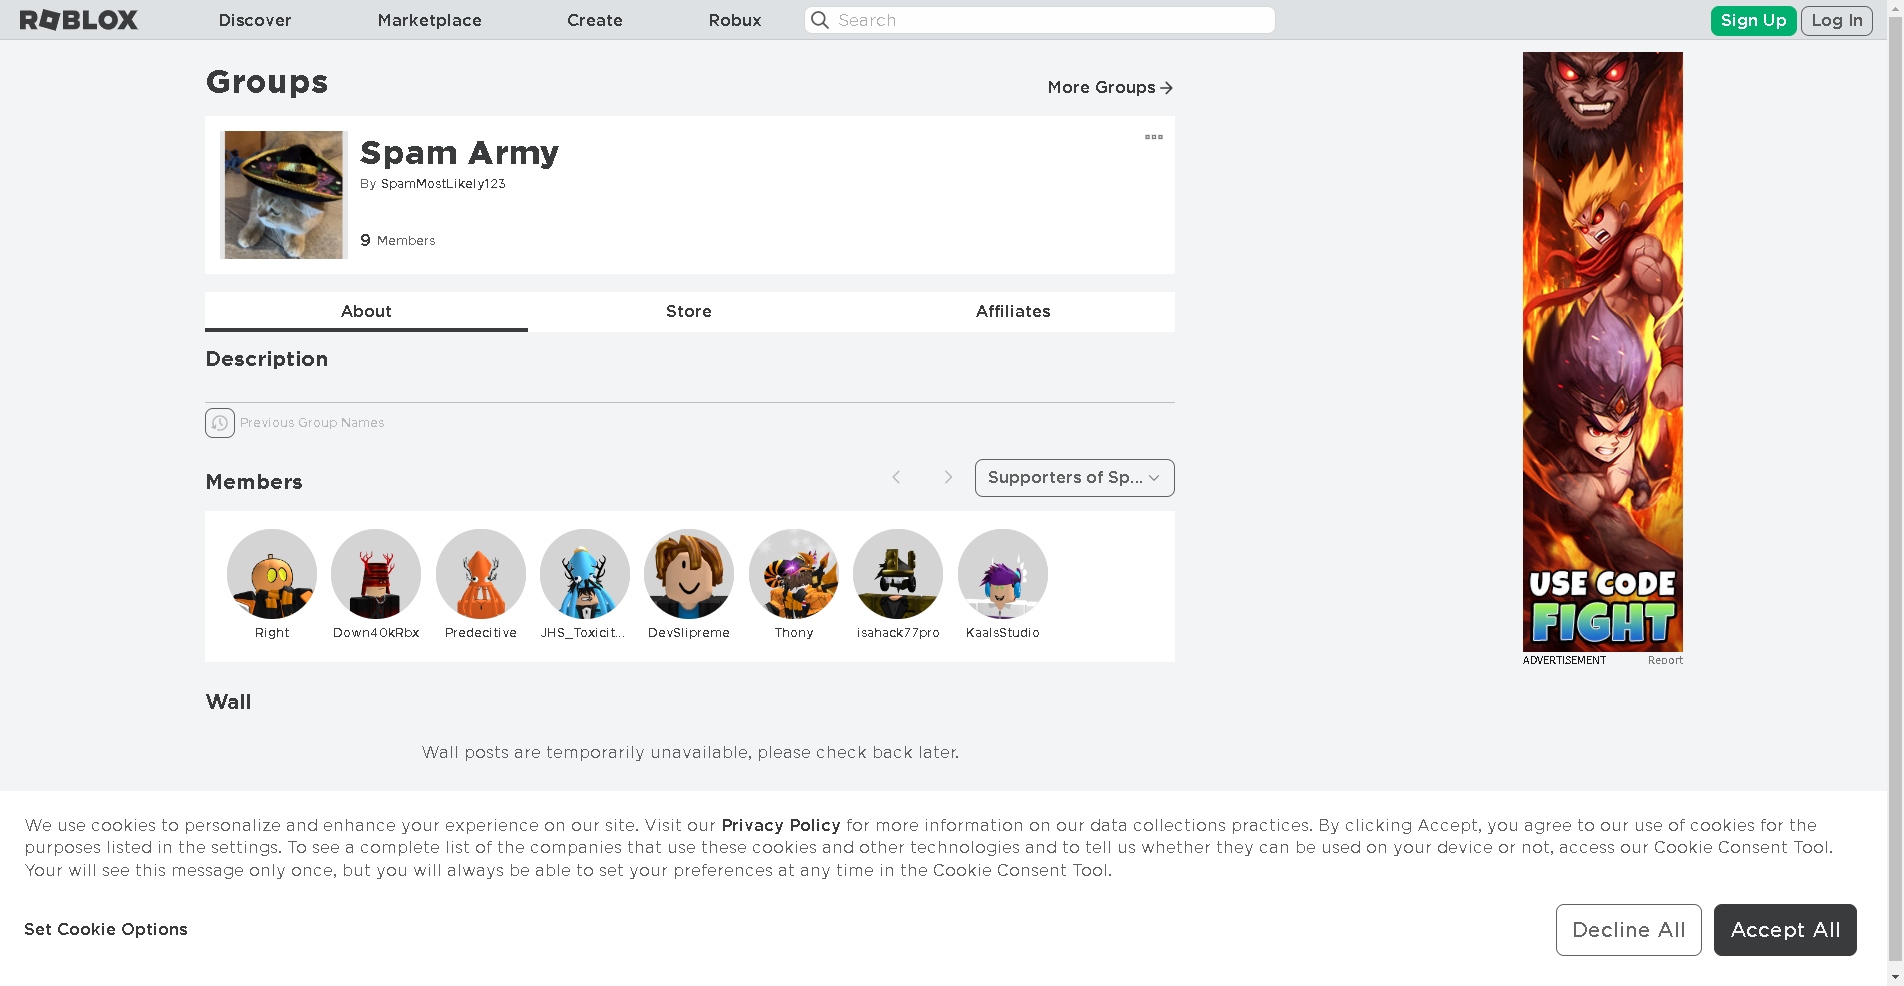 ROBLOX
Discover
Marketplace
Create
Robux
Search
Sign Up
Log In
Groups
More Groups
Spam Army
By SpamMostLikely123
9 Members
About
Store
Affiliates
Description
Previous Group Names
Members
Supporters of Sp...
Right
Down40kRbx
Predecitive
JHS_Toxicit...
DevSlipreme
Thony
isahack77pro
KaalsStudio
Wall
Wall posts are temporarily unavailable, please check back later.
USE CODE
FIGHT
ADVERTISEMENT
Report
We use cookies to personalize and enhance your experience on our site. Visit our Privacy Policy for more information on our data collections practices. By clicking Accept, you agree to our use of cookies for the
purposes listed in the settings. To see a complete list of the companies that use these cookies and other technologies and to tell us whether they can be used on your device or not, access our Cookie Consent Tool.
Your will see this message only once, but you will always be able to set your preferences at any time in the Cookie Consent Tool.
Set Cookie Options
Decline All
Accept All